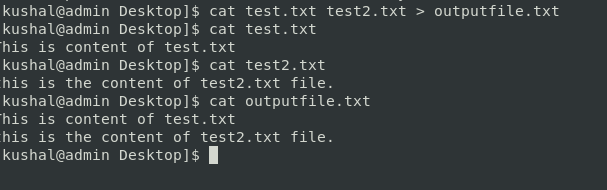 kushal@admin Desktop]$ cat test.txt test2.txt > outputfile.txt
kushal@admin Desktop]$ cat test.txt
This is content of test.txt
kushal@admin Desktop]$ cat test2.txt
this is the content of test2.txt file.
kushal@admin Desktop]$ cat outputfile.txt
This is content of test.txt
this is the content of test2.txt file.
kushal@admin Desktop]$